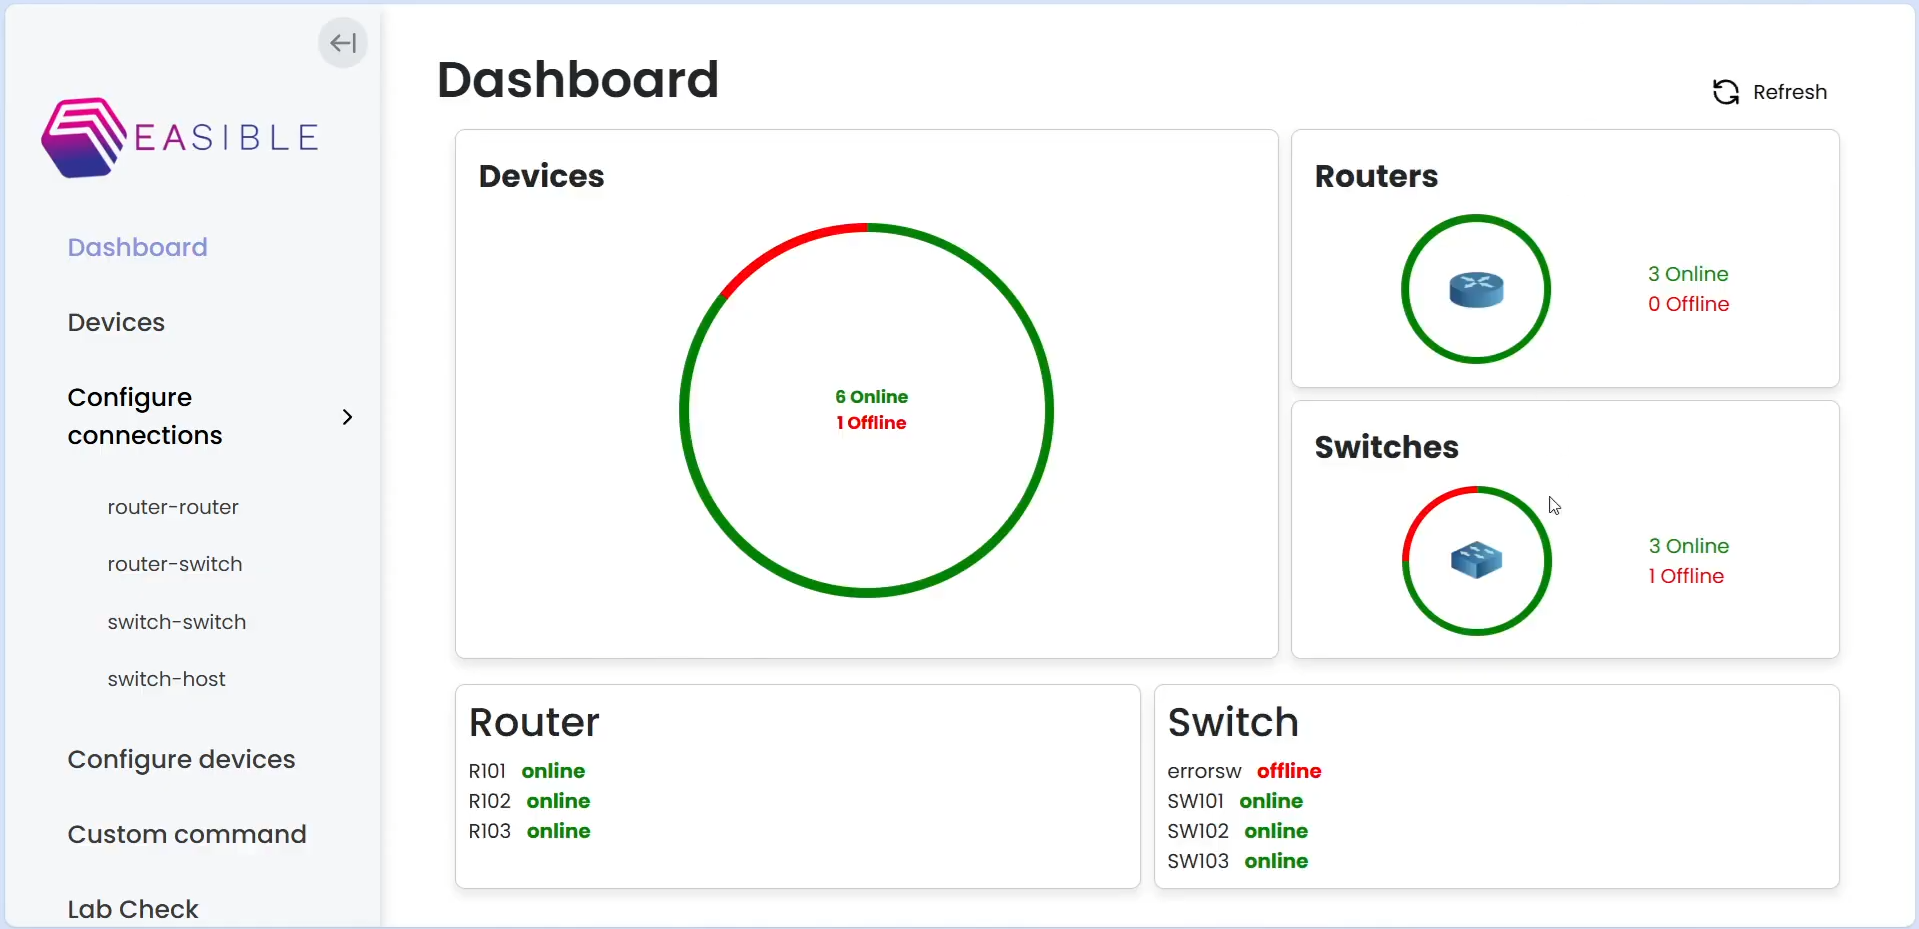 EASIBLE
Dashboard
Devices
Configure
connections
router-router
router-switch
switch-switch
switch-host
Configure devices
Custom command
Lab Check
Dashboard
Refresh
Devices
6 Online
1 Offline
Routers
3 Online
0 Offline
Switches
3 Online
1 Offline
Router
R101 online
R102 online
R103 online
Switch
errorsw offline
SW101 online
SW102 online
SW103 online